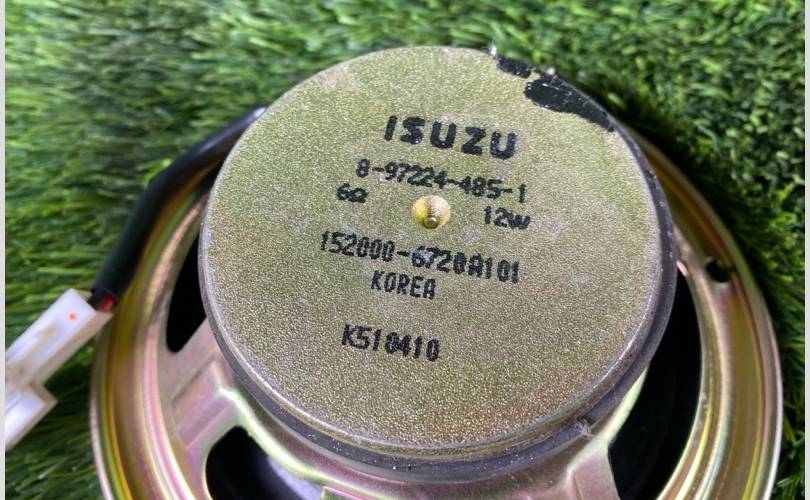 ISUZU
8-97224-485-1
6Ω 12W
152000-6720A101
KOREA
K510410